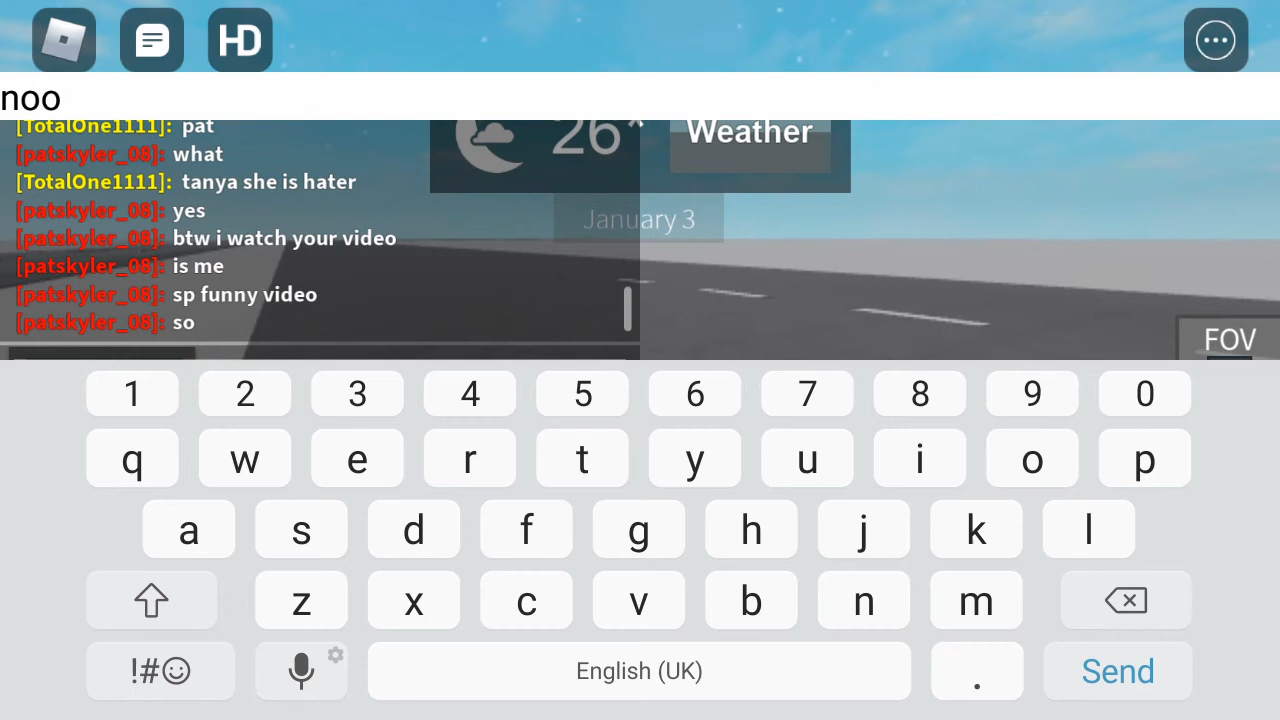 HD
noo
[TotalOne1111]: pat
[patskyler_08]: what
[TotalOne1111]: tanya she is hater
[patskyler_08]: yes
[patskyler_08]: btw i watch your video
[patskyler_08]: is me
[patskyler_08]: sp funny video
[patskyler_08]: so
26°
Weather
January 3
FOV
1 2 3 4 5 6 7 8 9 0
q w e r t y u i o p
a s d f g h j k l
z x c v b n m
!#☺ English (UK) . Send